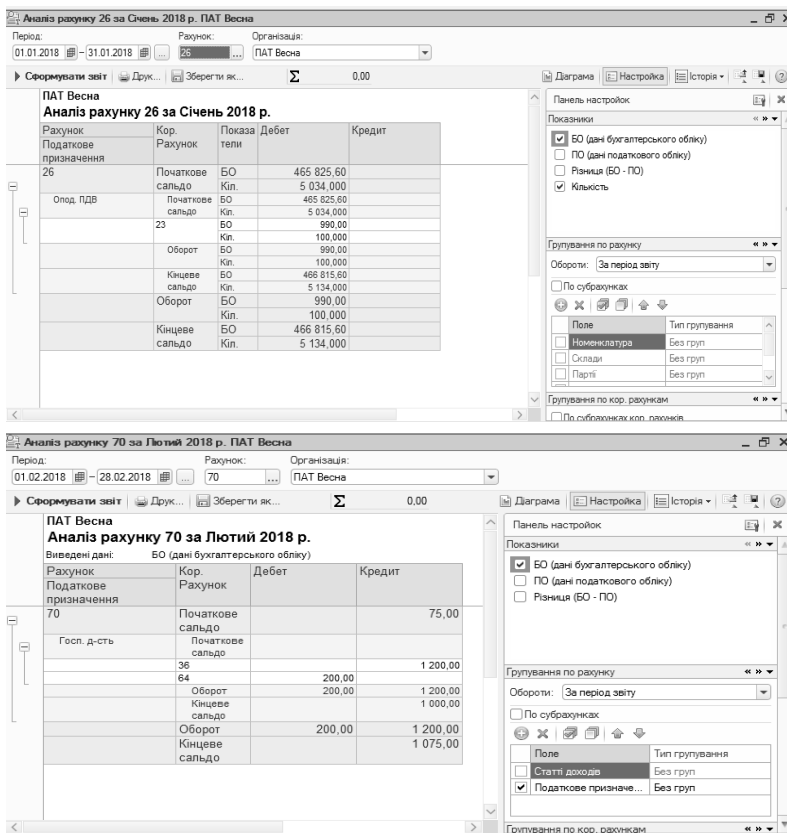 Аналіз рахунку 26 за Січень 2018 р. ПАТ Весна
Період: Рахунок: Організація:
01.01.2018 – 31.01.2018 ... 26 ... ПАТ Весна
Сформувати звіт Друк... Зберегти як... Σ 0,00 Діаграма Настройка Історія
ПАТ Весна
Аналіз рахунку 26 за Січень 2018 р.
Рахунок Кор. Показа Дебет Кредит
Податкове Рахунок тели
призначення
26 Початкове БО 465 825,60
сальдо Кіл. 5 034,000
Опод. ПДВ Початкове БО 465 825,60
сальдо Кіл. 5 034,000
23 БО 990,00
Кіл. 100,000
Оборот БО 990,00
Кіл. 100,000
Кінцеве БО 466 815,60
сальдо Кіл. 5 134,000
Оборот БО 990,00
Кіл. 100,000
Кінцеве БО 466 815,60
сальдо Кіл. 5 134,000
Панель настройок
Показники
БО (дані бухгалтерського обліку)
ПО (дані податкового обліку)
Різниця (БО - ПО)
Кількість
Групування по рахунку
Обороти: За період звіту
По субрахунках
Поле Тип групування
Номенклатура Без груп
Склади Без груп
Партії Без груп
Групування по кор. рахункам
По субрахунках кор. рахунків
Аналіз рахунку 70 за Лютий 2018 р. ПАТ Весна
Період: Рахунок: Організація:
01.02.2018 – 28.02.2018 ... 70 ... ПАТ Весна
Сформувати звіт Друк... Зберегти як... Σ 0,00 Діаграма Настройка Історія
ПАТ Весна
Аналіз рахунку 70 за Лютий 2018 р.
Виведені дані: БО (дані бухгалтерського обліку)
Рахунок Кор. Дебет Кредит
Податкове Рахунок
призначення
70 Початкове 75,00
сальдо
Госп. д-сть Початкове
сальдо
36 1 200,00
64 200,00
Оборот 200,00 1 200,00
Кінцеве 1 000,00
сальдо
Оборот 200,00 1 200,00
Кінцеве 1 075,00
сальдо
Панель настройок
Показники
БО (дані бухгалтерського обліку)
ПО (дані податкового обліку)
Різниця (БО - ПО)
Групування по рахунку
Обороти: За період звіту
По субрахунках
Поле Тип групування
Статті доходів Без груп
Податкове призначе... Без груп
Групування по кор. рахункам